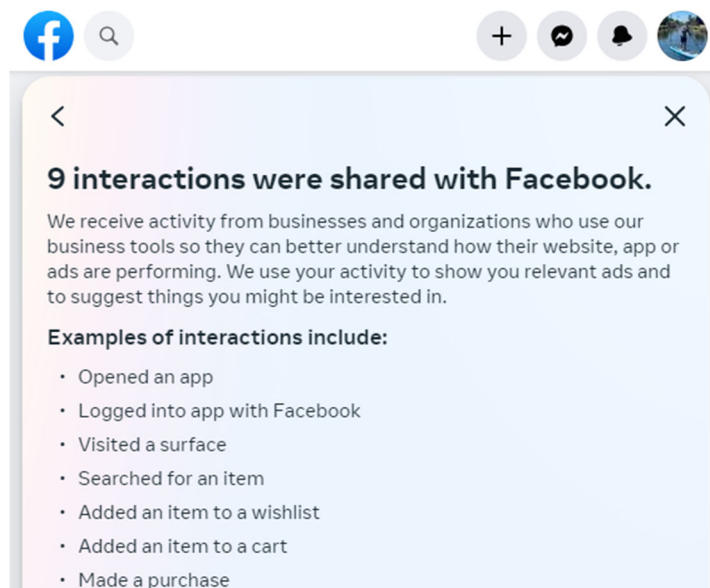 9 interactions were shared with Facebook.
We receive activity from businesses and organizations who use our
business tools so they can better understand how their website, app or
ads are performing. We use your activity to show you relevant ads and
to suggest things you might be interested in.
Examples of interactions include:
• Opened an app
• Logged into app with Facebook
• Visited a surface
• Searched for an item
• Added an item to a wishlist
• Added an item to a cart
• Made a purchase